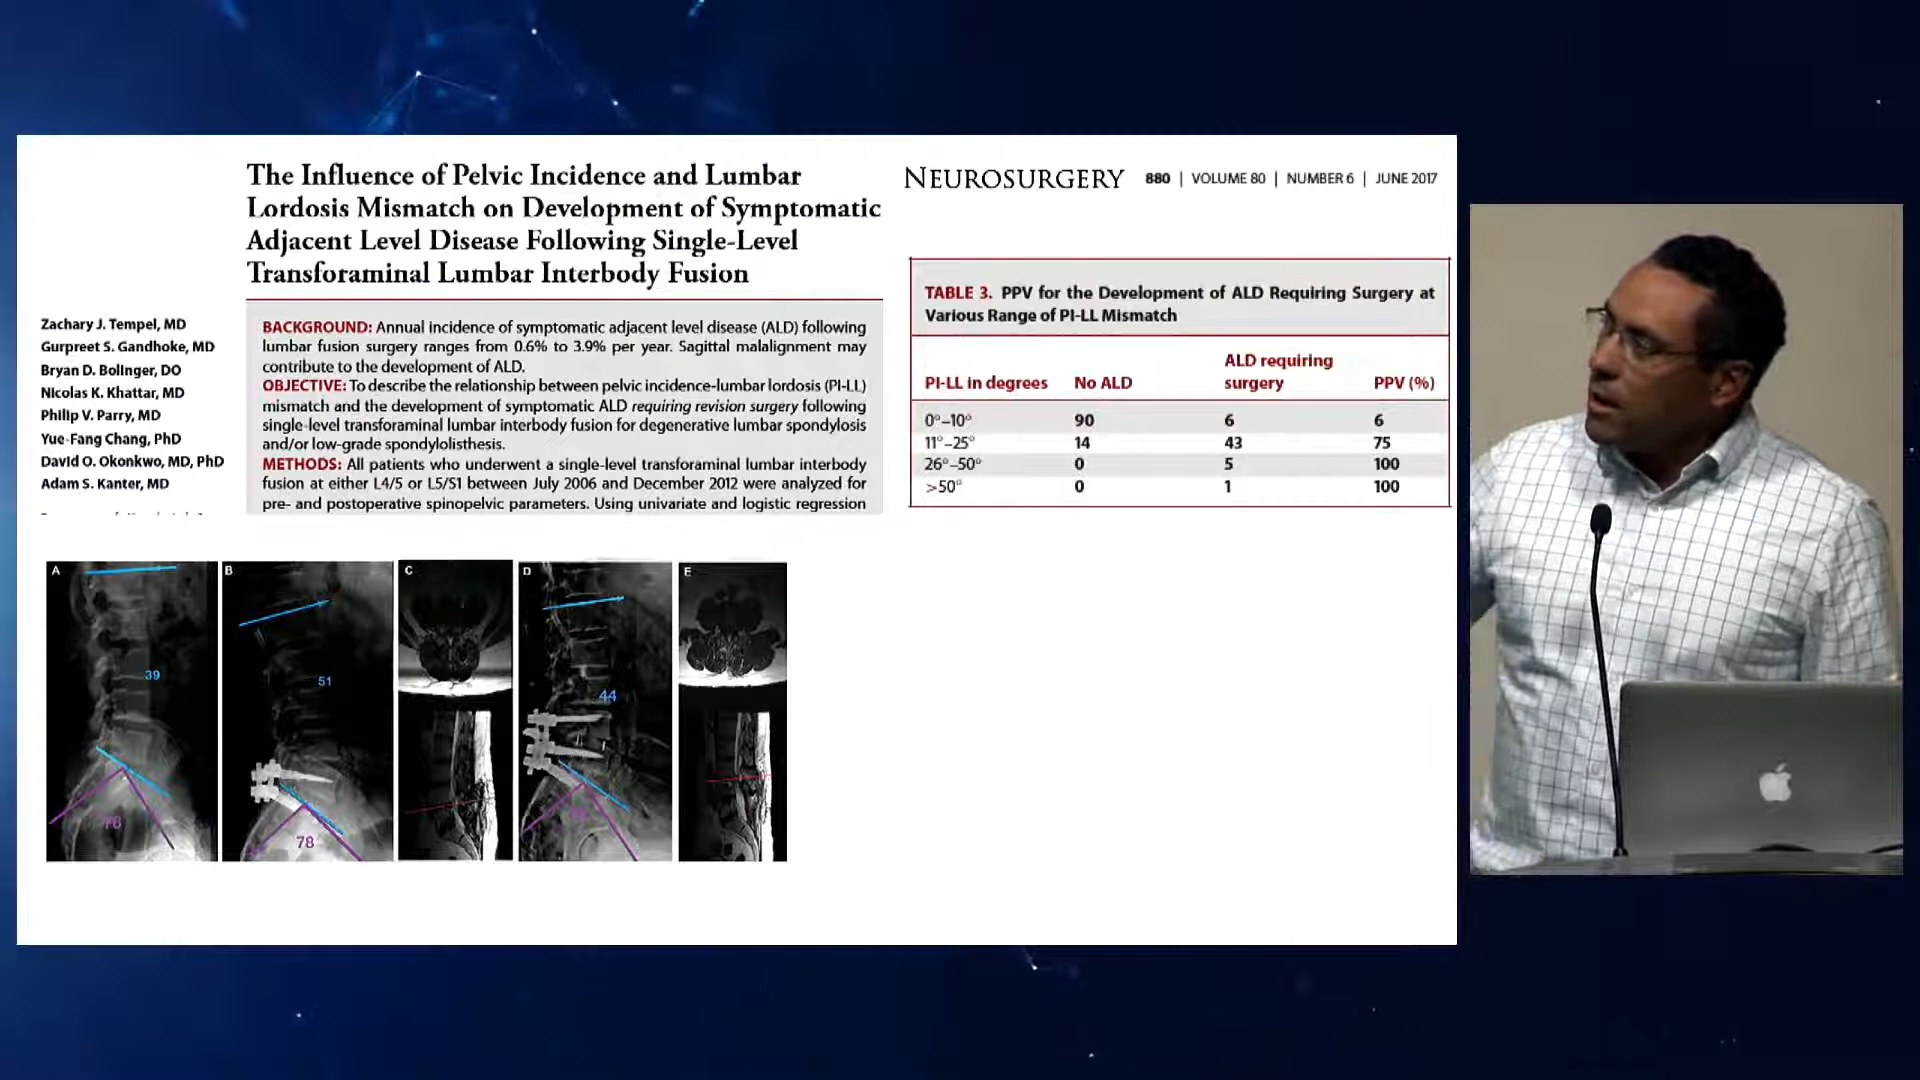 The Influence of Pelvic Incidence and Lumbar
Lordosis Mismatch on Development of Symptomatic
Adjacent Level Disease Following Single-Level
Transforaminal Lumbar Interbody Fusion
NEUROSURGERY 880 | VOLUME 80 | NUMBER 6 | JUNE 2017
Zachary J. Tempel, MD
Gurpreet S. Gandhoke, MD
Bryan D. Bolinger, DO
Nicolas K. Khattar, MD
Philip V. Parry, MD
Yue-Fang Chang, PhD
David O. Okonkwo, MD, PhD
Adam S. Kanter, MD
BACKGROUND: Annual incidence of symptomatic adjacent level disease (ALD) following
lumbar fusion surgery ranges from 0.6% to 3.9% per year. Sagittal malalignment may
contribute to the development of ALD.
OBJECTIVE: To describe the relationship between pelvic incidence-lumbar lordosis (PI-LL)
mismatch and the development of symptomatic ALD requiring revision surgery following
single-level transforaminal lumbar interbody fusion for degenerative lumbar spondylosis
and/or low-grade spondylolisthesis.
METHODS: All patients who underwent a single-level transforaminal lumbar interbody
fusion at either L4/5 or L5/S1 between July 2006 and December 2012 were analyzed for
pre- and postoperative spinopelvic parameters. Using univariate and logistic regression
TABLE 3. PPV for the Development of ALD Requiring Surgery at
Various Range of PI-LL Mismatch
PI-LL in degrees No ALD ALD requiring surgery PPV (%)
0°–10° 90 6 6
11°–25° 14 43 75
26°–50° 0 5 100
>50° 0 1 100
A B C D E
39
51
44
78